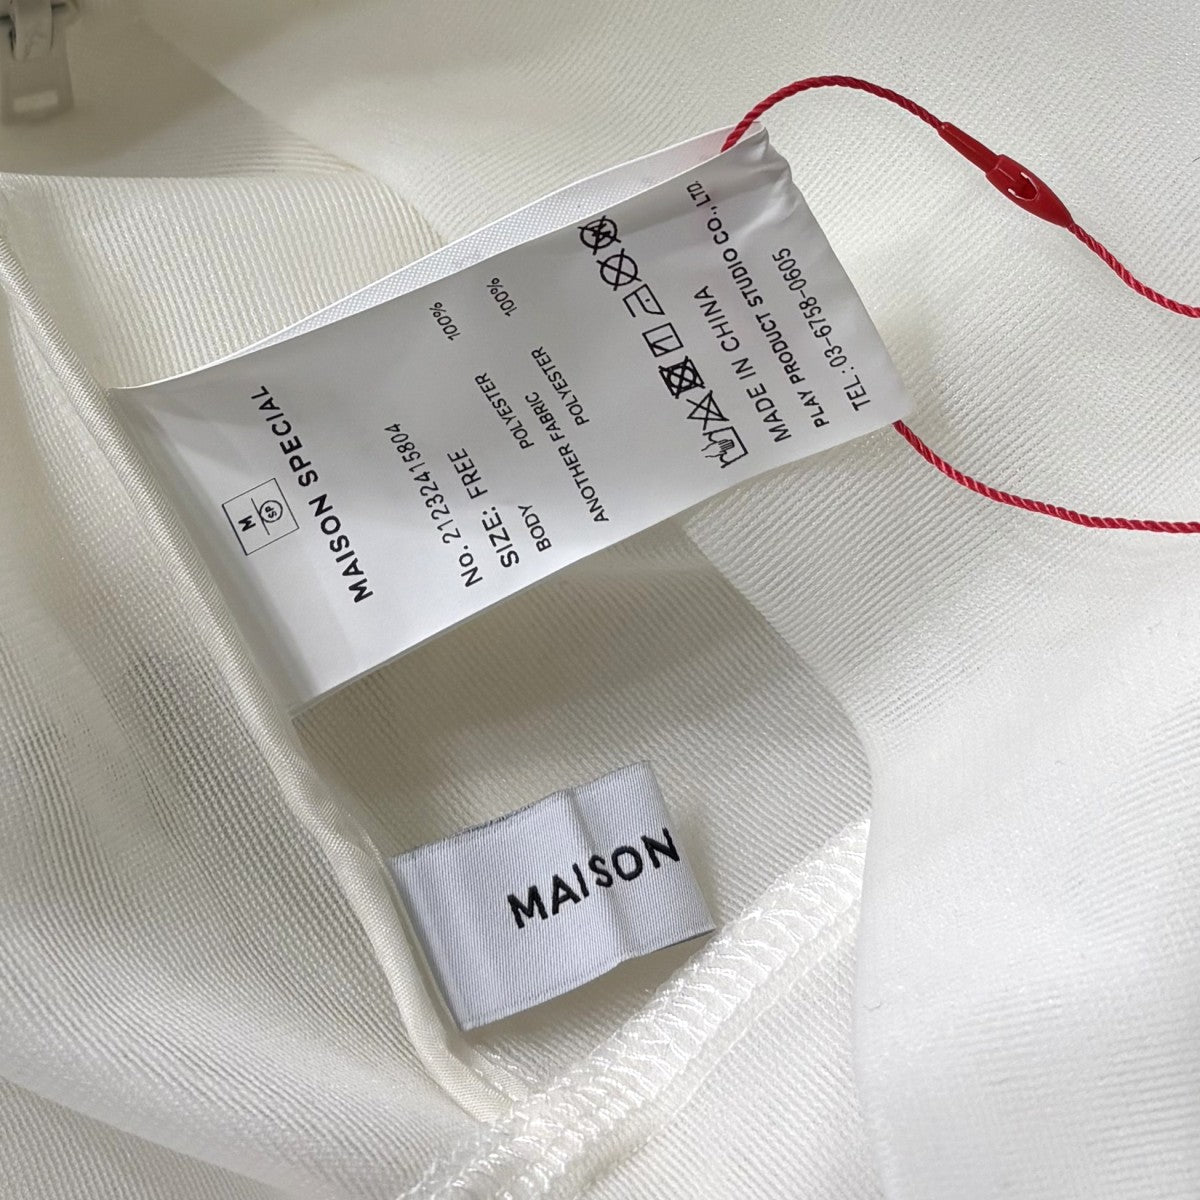 M
SP
MAISON SPECIAL
No. 21232415804
SIZE: FREE
BODY
POLYESTER 100%
ANOTHER FABRIC
POLYESTER 100%
MADE IN CHINA
PLAY PRODUCT STUDIO CO., LTD.
TEL : 03-6758-0605
MAISON